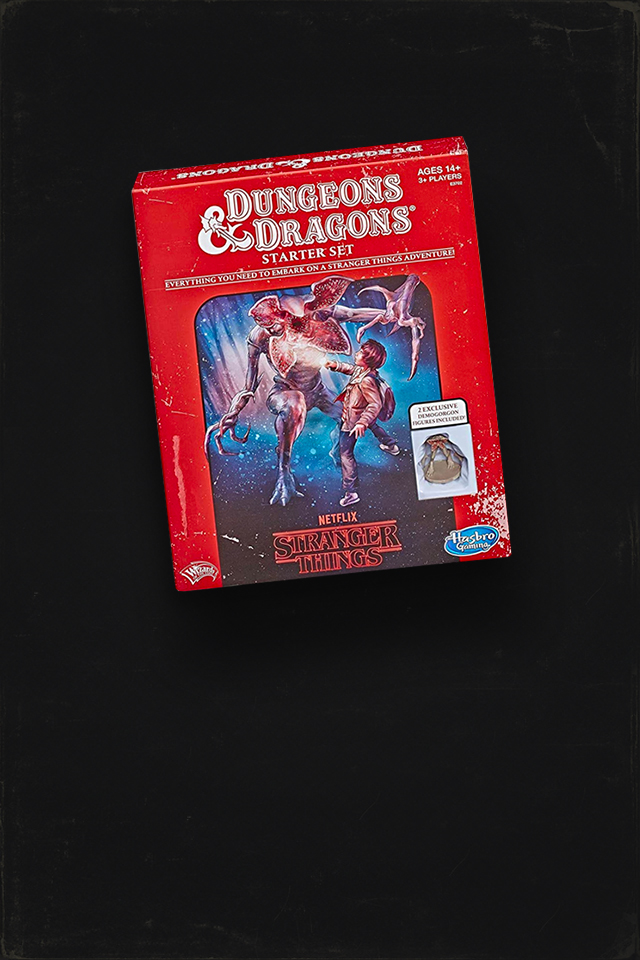 DUNGEONS & DRAGONS
AGES 14+
3+ PLAYERS
DUNGEONS
& DRAGONS®
STARTER SET
EVERYTHING YOU NEED TO EMBARK ON A STRANGER THINGS ADVENTURE!
2 EXCLUSIVE
DEMOGORGON
FIGURES INCLUDED!
NETFLIX
STRANGER
THINGS
Wizards
Hasbro
Gaming